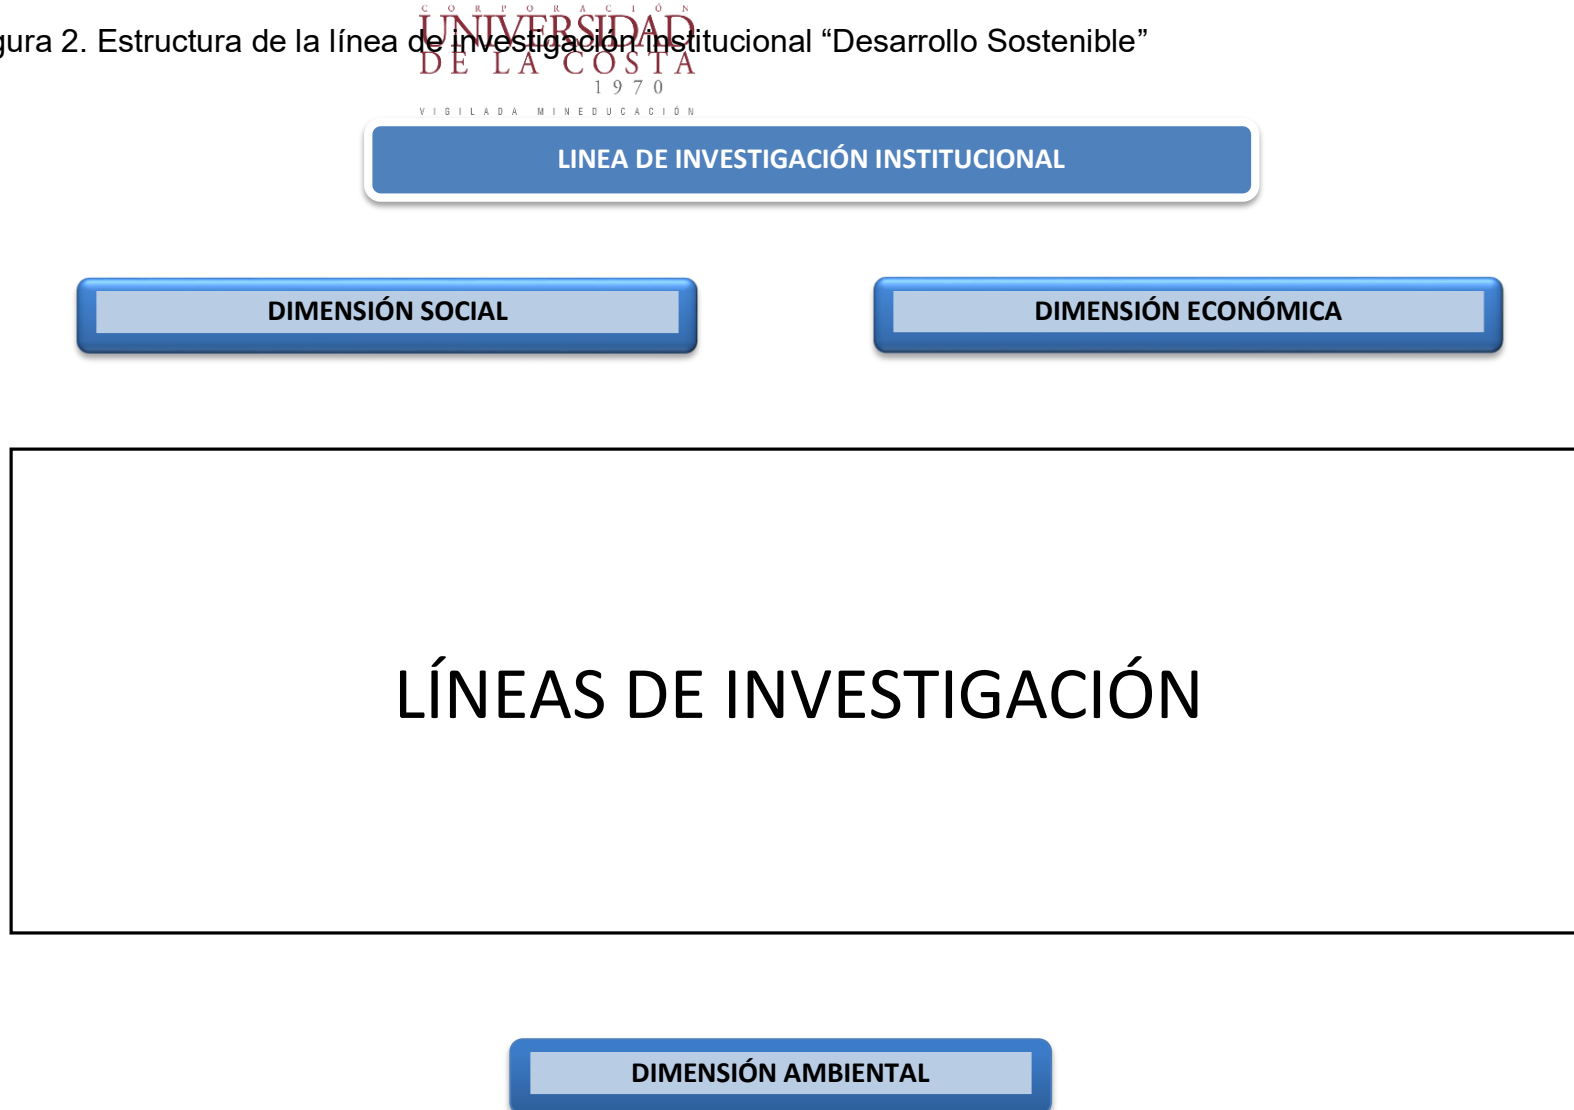 CORPORACIÓN
UNIVERSIDAD
DE LA COSTA
1970
VIGILADA MINEDUCACIÓN
gura 2. Estructura de la línea de investigación institucional “Desarrollo Sostenible”
LINEA DE INVESTIGACIÓN INSTITUCIONAL
DIMENSIÓN SOCIAL
DIMENSIÓN ECONÓMICA
LÍNEAS DE INVESTIGACIÓN
DIMENSIÓN AMBIENTAL